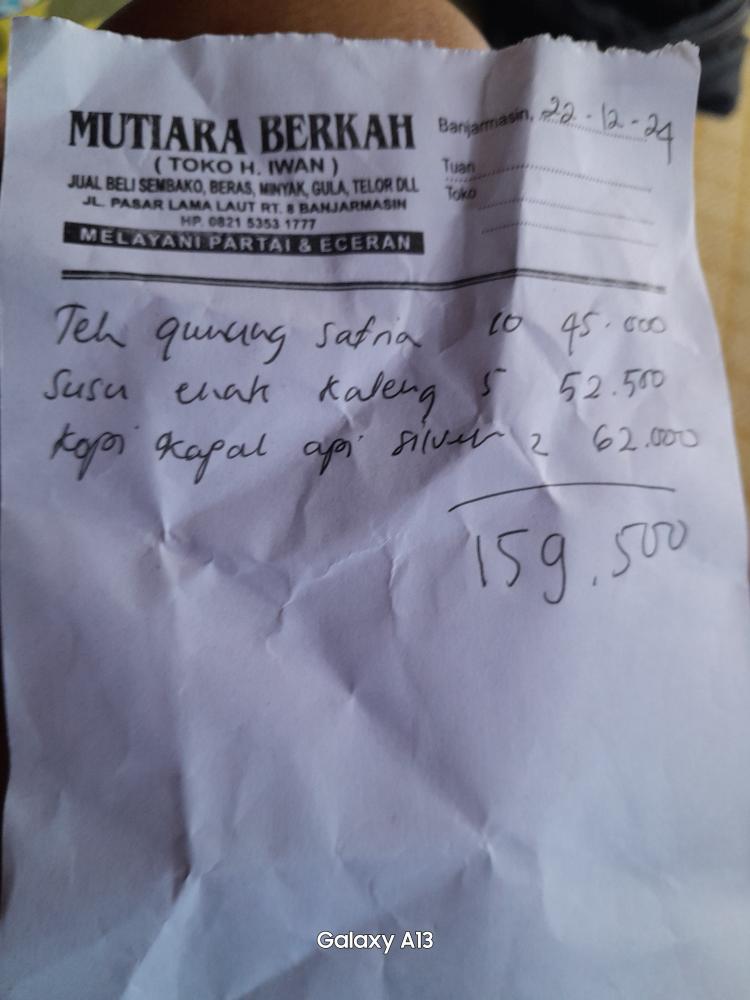 MUTIARA BERKAH
( TOKO H. IWAN )
JUAL BELI SEMBAKO, BERAS, MINYAK, GULA, TELOR DLL
JL. PASAR LAMA LAUT RT. 8 BANJARMASIN
HP. 0821 5353 1777
MELAYANI PARTAI & ECERAN
Banjarmasin, 22-12-24
Tuan
Toko
Teh gunung satria 10 45.000
Susu enak kaleng 5 52.500
Kopi kapal api silver 2 62.000
159.500
Galaxy A13